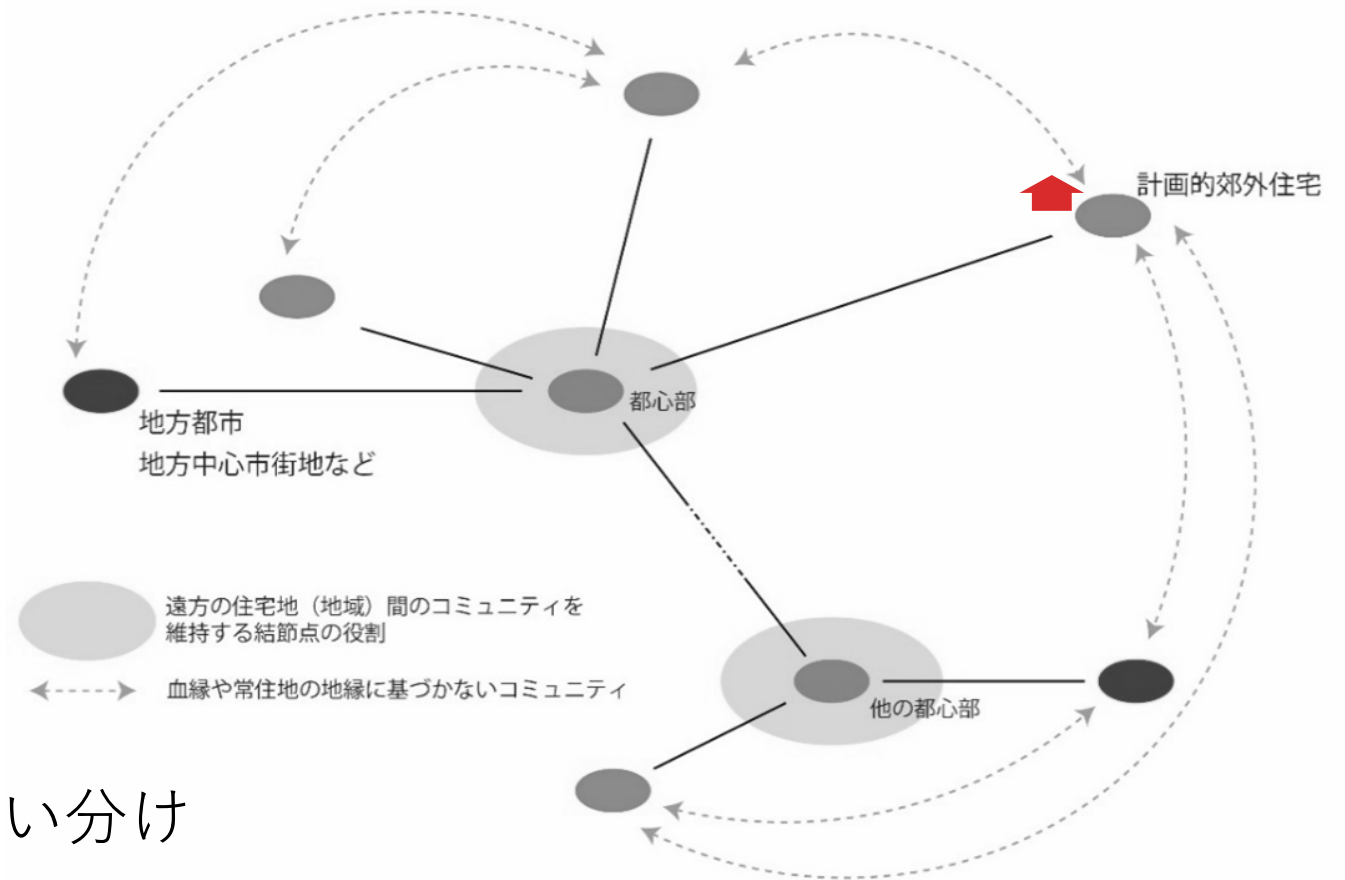 計画的郊外住宅
都心部
地方都市
地方中心市街地など
遠方の住宅地（地域）間のコミュニティを
維持する結節点の役割
血縁や常住地の地縁に基づかないコミュニティ
他の都心部
い分け